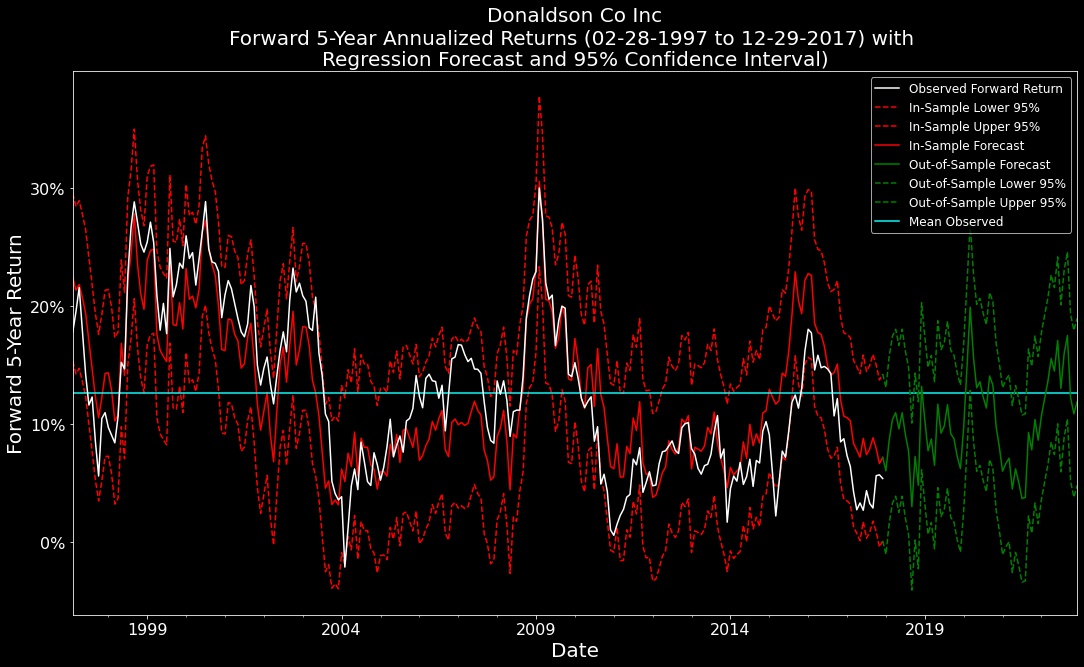 Donaldson Co Inc
Forward 5-Year Annualized Returns (02-28-1997 to 12-29-2017) with
Regression Forecast and 95% Confidence Interval)
Observed Forward Return
In-Sample Lower 95%
In-Sample Upper 95%
In-Sample Forecast
Out-of-Sample Forecast
Out-of-Sample Lower 95%
Out-of-Sample Upper 95%
Mean Observed
Forward 5-Year Return
30%
20%
10%
0%
1999 2004 2009 2014 2019
Date